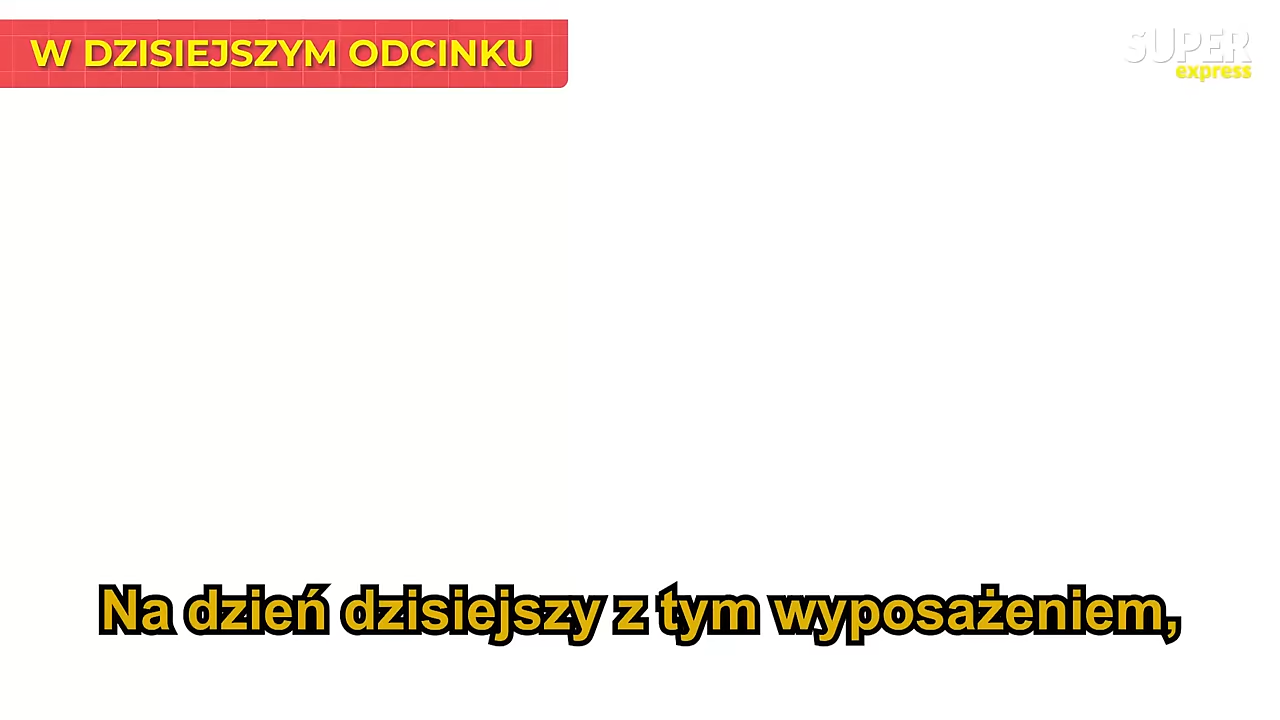 W DZISIEJSZYM ODCINKU
SUPER
express
Na dzień dzisiejszy z tym wyposażeniem,